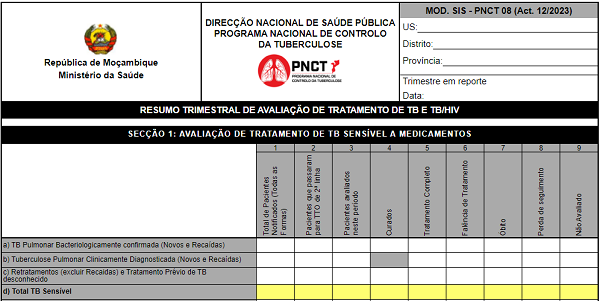 República de Moçambique
Ministério da Saúde
DIRECÇÃO NACIONAL DE SAÚDE PÚBLICA
PROGRAMA NACIONAL DE CONTROLO
DA TUBERCULOSE
PNCT
PROGRAMA NACIONAL DE
CONTROLO DA TUBERCULOSE
MOD. SIS - PNCT 08 (Act. 12/2023)
US:
Distrito:
Província:
Trimestre em reporte
Data:
RESUMO TRIMESTRAL DE AVALIAÇÃO DE TRATAMENTO DE TB E TB/HIV
SECÇÃO 1: AVALIAÇÃO DE TRATAMENTO DE TB SENSÍVEL A MEDICAMENTOS
1 2 3 4 5 6 7 8 9
Total de Pacientes
Notificados (Todas as
Formas)
Pacientes que passaram
para TTO de 2ª linha
Pacientes avaliados
neste período
Curados
Tratamento Completo
Falência de Tratamento
Óbito
Perda de seguimento
Não Avaliado
a) TB Pulmonar Bacteriologicamente confirmada (Novos e Recaídas)
b) Tuberculose Pulmonar Clinicamente Diagnosticada (Novos e Recaídas)
c) Retratamentos (excluir Recaidas) e Tratamento Prévio de TB
desconhecido
d) Total TB Sensível